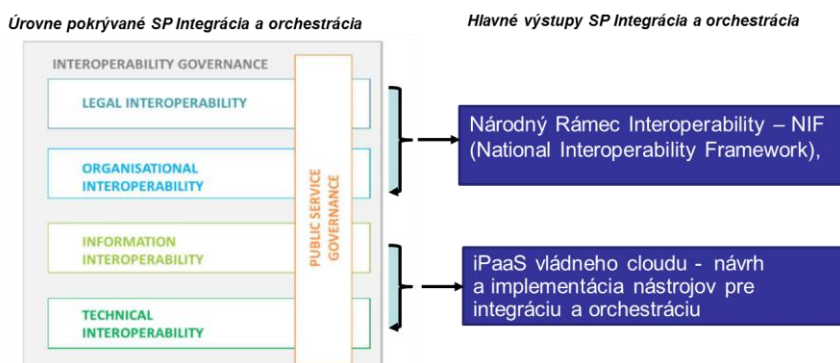 Úrovne pokrývané SP Integrácia a orchestrácia
Hlavné výstupy SP Integrácia a orchestrácia
INTEROPERABILITY GOVERNANCE
LEGAL INTEROPERABILITY
ORGANISATIONAL
INTEROPERABILITY
INFORMATION
INTEROPERABILITY
TECHNICAL
INTEROPERABILITY
PUBLIC SERVICE
GOVERNANCE
Národný Rámec Interoperability – NIF
(National Interoperability Framework),
iPaaS vládneho cloudu - návrh
a implementácia nástrojov pre
integráciu a orchestráciu